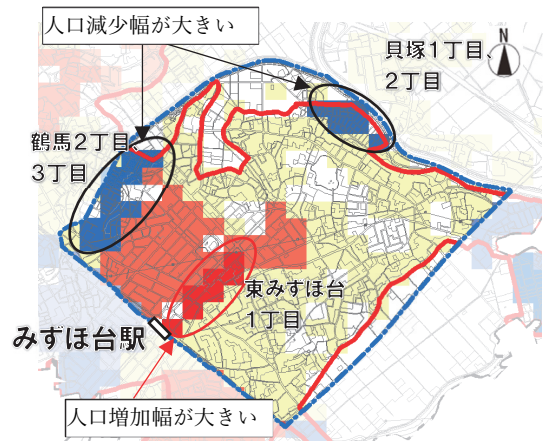 人口減少幅が大きい
貝塚1丁目、
2丁目
N
鶴馬2丁目、
3丁目
東みずほ台
1丁目
みずほ台駅
人口増加幅が大きい